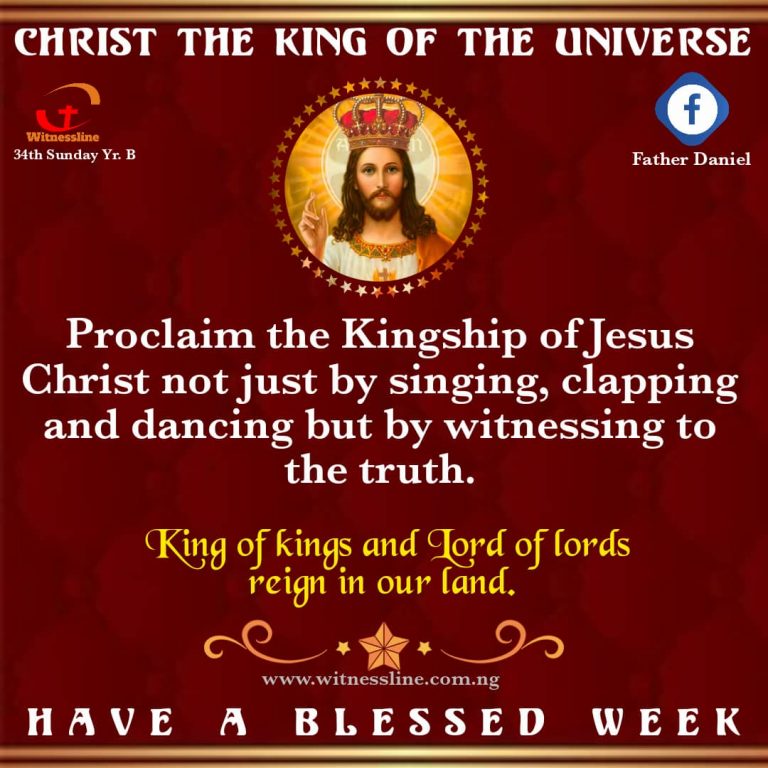 CHRIST THE KING OF THE UNIVERSE
Witnessline
34th Sunday Yr. B
f
Father Daniel
Proclaim the Kingship of Jesus
Christ not just by singing, clapping
and dancing but by witnessing to
the truth.
King of kings and Lord of lords
reign in our land.
www.witnessline.com.ng
HAVE A BLESSED WEEK